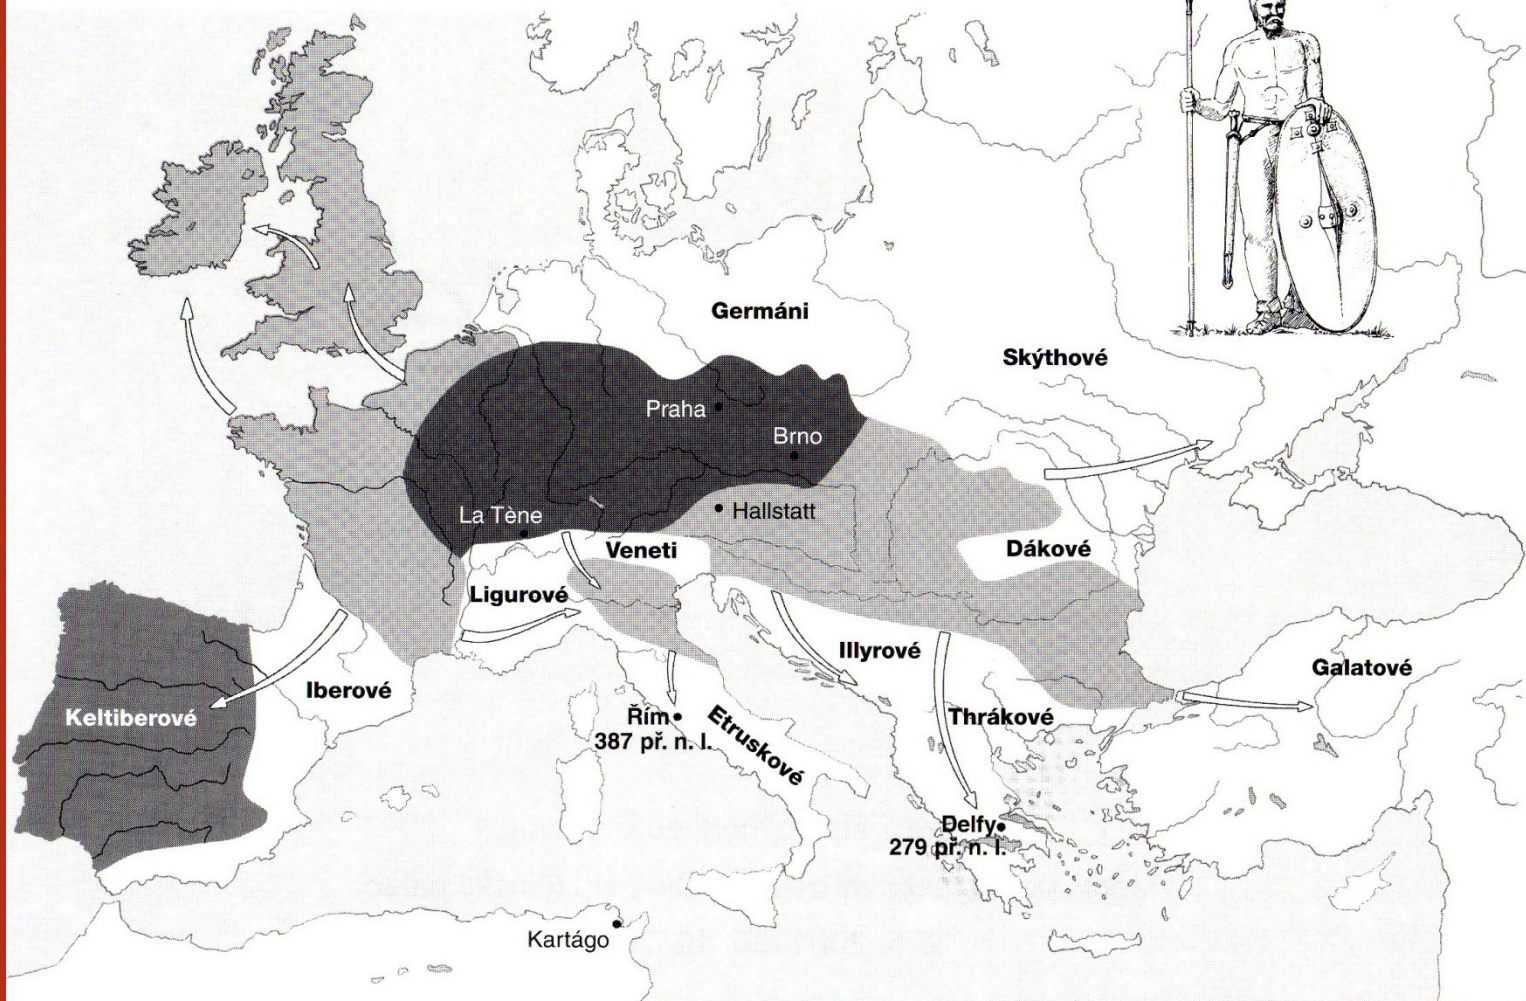 Germáni
Skýthové
Praha
Brno
La Tène
Hallstatt
Veneti
Dákové
Ligurové
Illyrové
Galatové
Iberové
Keltiberové
Řím
387 př. n. l.
Etruskové
Thrákové
Delfy
279 př. n. l.
Kartágo